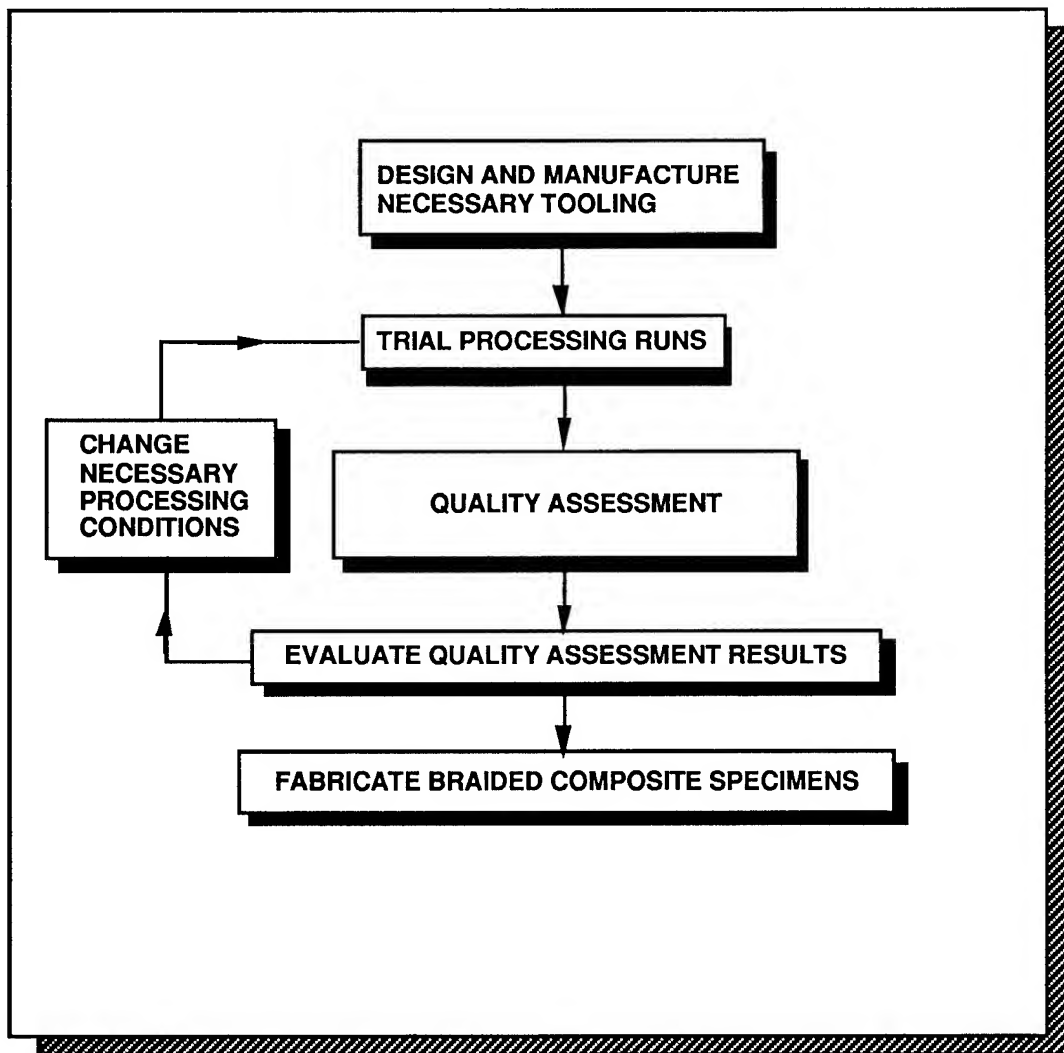 DESIGN AND MANUFACTURE
NECESSARY TOOLING
TRIAL PROCESSING RUNS
CHANGE
NECESSARY
PROCESSING
CONDITIONS
QUALITY ASSESSMENT
EVALUATE QUALITY ASSESSMENT RESULTS
FABRICATE BRAIDED COMPOSITE SPECIMENS